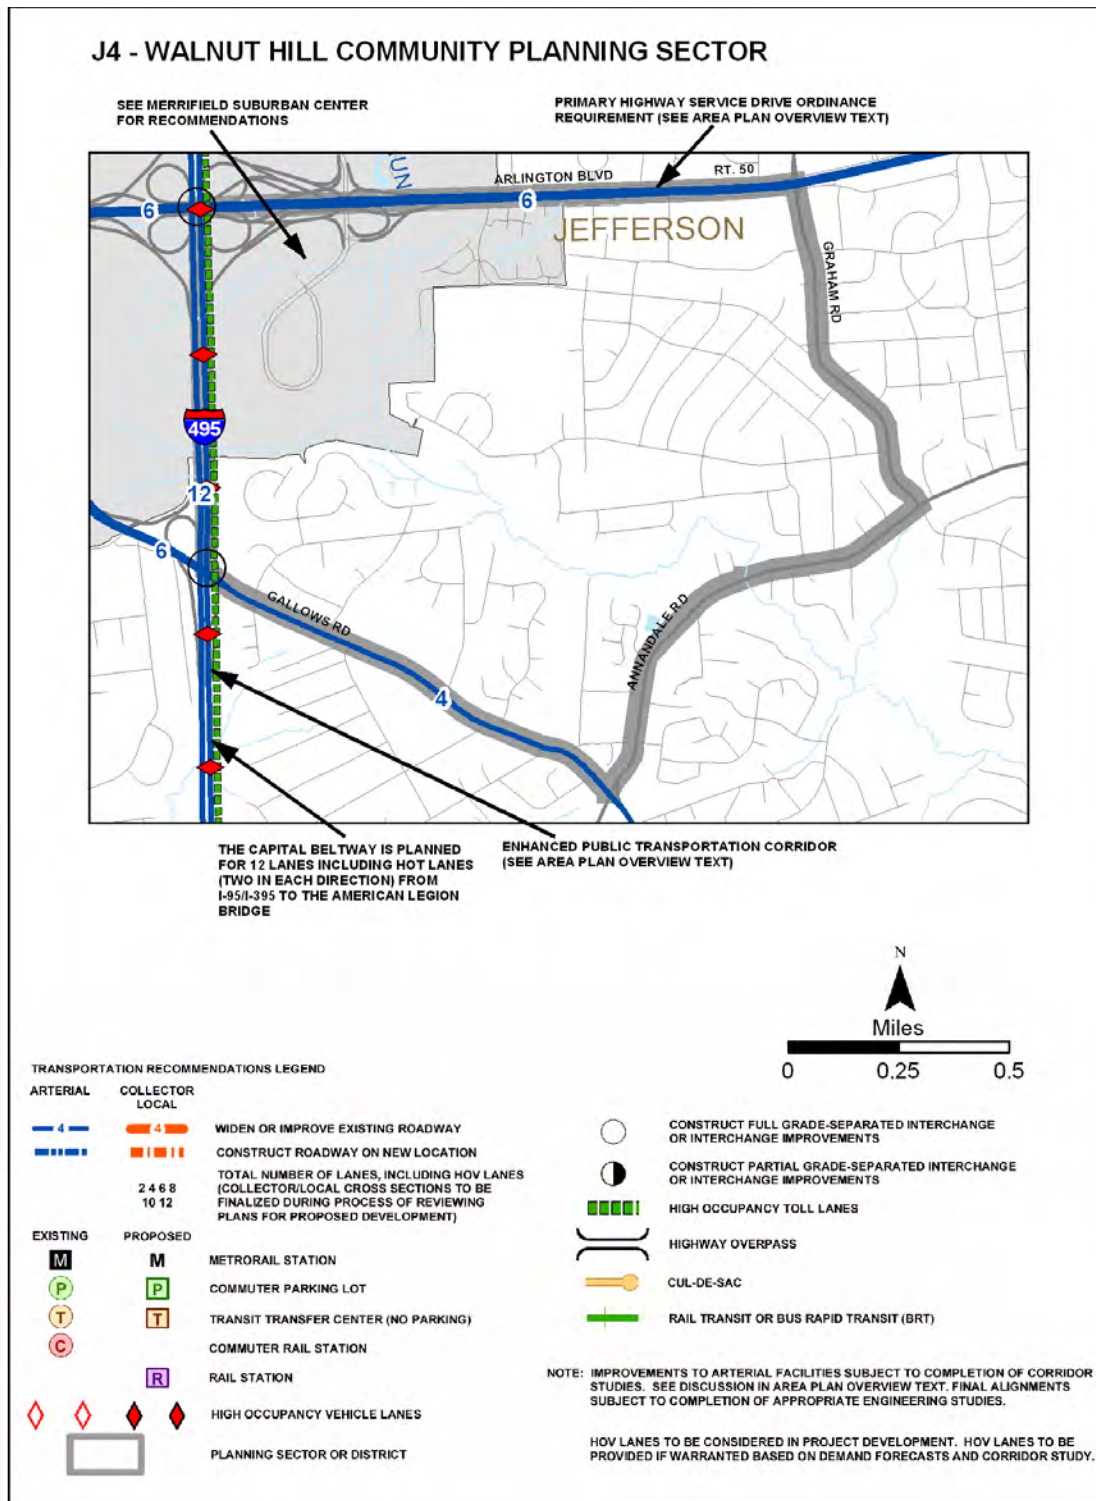 J4 - WALNUT HILL COMMUNITY PLANNING SECTOR
SEE MERRIFIELD SUBURBAN CENTER
FOR RECOMMENDATIONS
PRIMARY HIGHWAY SERVICE DRIVE ORDINANCE
REQUIREMENT (SEE AREA PLAN OVERVIEW TEXT)
UN
ARLINGTON BLVD
RT. 50
6
6
JEFFERSON
GRAHAM RD
495
12
6
GALLOWS RD
ANNANDALE RD
4
THE CAPITAL BELTWAY IS PLANNED
FOR 12 LANES INCLUDING HOT LANES
(TWO IN EACH DIRECTION) FROM
I-95/I-395 TO THE AMERICAN LEGION
BRIDGE
ENHANCED PUBLIC TRANSPORTATION CORRIDOR
(SEE AREA PLAN OVERVIEW TEXT)
N
Miles
0 0.25 0.5
TRANSPORTATION RECOMMENDATIONS LEGEND
ARTERIAL
COLLECTOR
LOCAL
4 4 WIDEN OR IMPROVE EXISTING ROADWAY
CONSTRUCT ROADWAY ON NEW LOCATION
2 4 6 8
10 12
TOTAL NUMBER OF LANES, INCLUDING HOV LANES
(COLLECTOR/LOCAL CROSS SECTIONS TO BE
FINALIZED DURING PROCESS OF REVIEWING
PLANS FOR PROPOSED DEVELOPMENT)
EXISTING PROPOSED
M M METRORAIL STATION
P P COMMUTER PARKING LOT
T T TRANSIT TRANSFER CENTER (NO PARKING)
C COMMUTER RAIL STATION
R RAIL STATION
HIGH OCCUPANCY VEHICLE LANES
PLANNING SECTOR OR DISTRICT
CONSTRUCT FULL GRADE-SEPARATED INTERCHANGE
OR INTERCHANGE IMPROVEMENTS
CONSTRUCT PARTIAL GRADE-SEPARATED INTERCHANGE
OR INTERCHANGE IMPROVEMENTS
HIGH OCCUPANCY TOLL LANES
HIGHWAY OVERPASS
CUL-DE-SAC
RAIL TRANSIT OR BUS RAPID TRANSIT (BRT)
NOTE: IMPROVEMENTS TO ARTERIAL FACILITIES SUBJECT TO COMPLETION OF CORRIDOR
STUDIES. SEE DISCUSSION IN AREA PLAN OVERVIEW TEXT. FINAL ALIGNMENTS
SUBJECT TO COMPLETION OF APPROPRIATE ENGINEERING STUDIES.
HOV LANES TO BE CONSIDERED IN PROJECT DEVELOPMENT. HOV LANES TO BE
PROVIDED IF WARRANTED BASED ON DEMAND FORECASTS AND CORRIDOR STUDY.